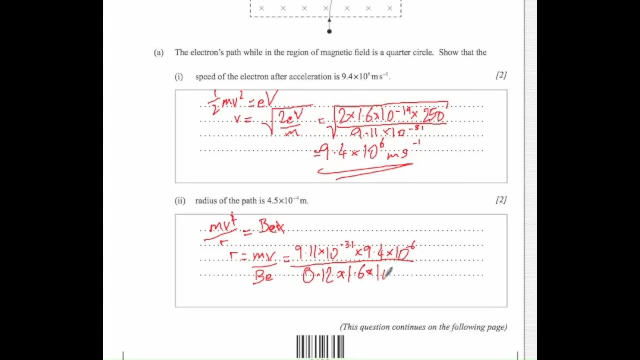 (a) The electron's path while in the region of magnetic field is a quarter circle. Show that the
(i) speed of the electron after acceleration is 9.4×10⁶ m s⁻¹. [2]
½mv² = eV
v = √(2eV/m) = √(2×1.6×10⁻¹⁹×250/9.11×10⁻³¹)
= 9.4×10⁶ ms⁻¹
(ii) radius of the path is 4.5×10⁻⁴ m. [2]
mv²/r = Bev
r = mv/Be = 9.11×10⁻³¹×9.4×10⁻⁶/0.12×1.6×1
(This question continues on the following page)